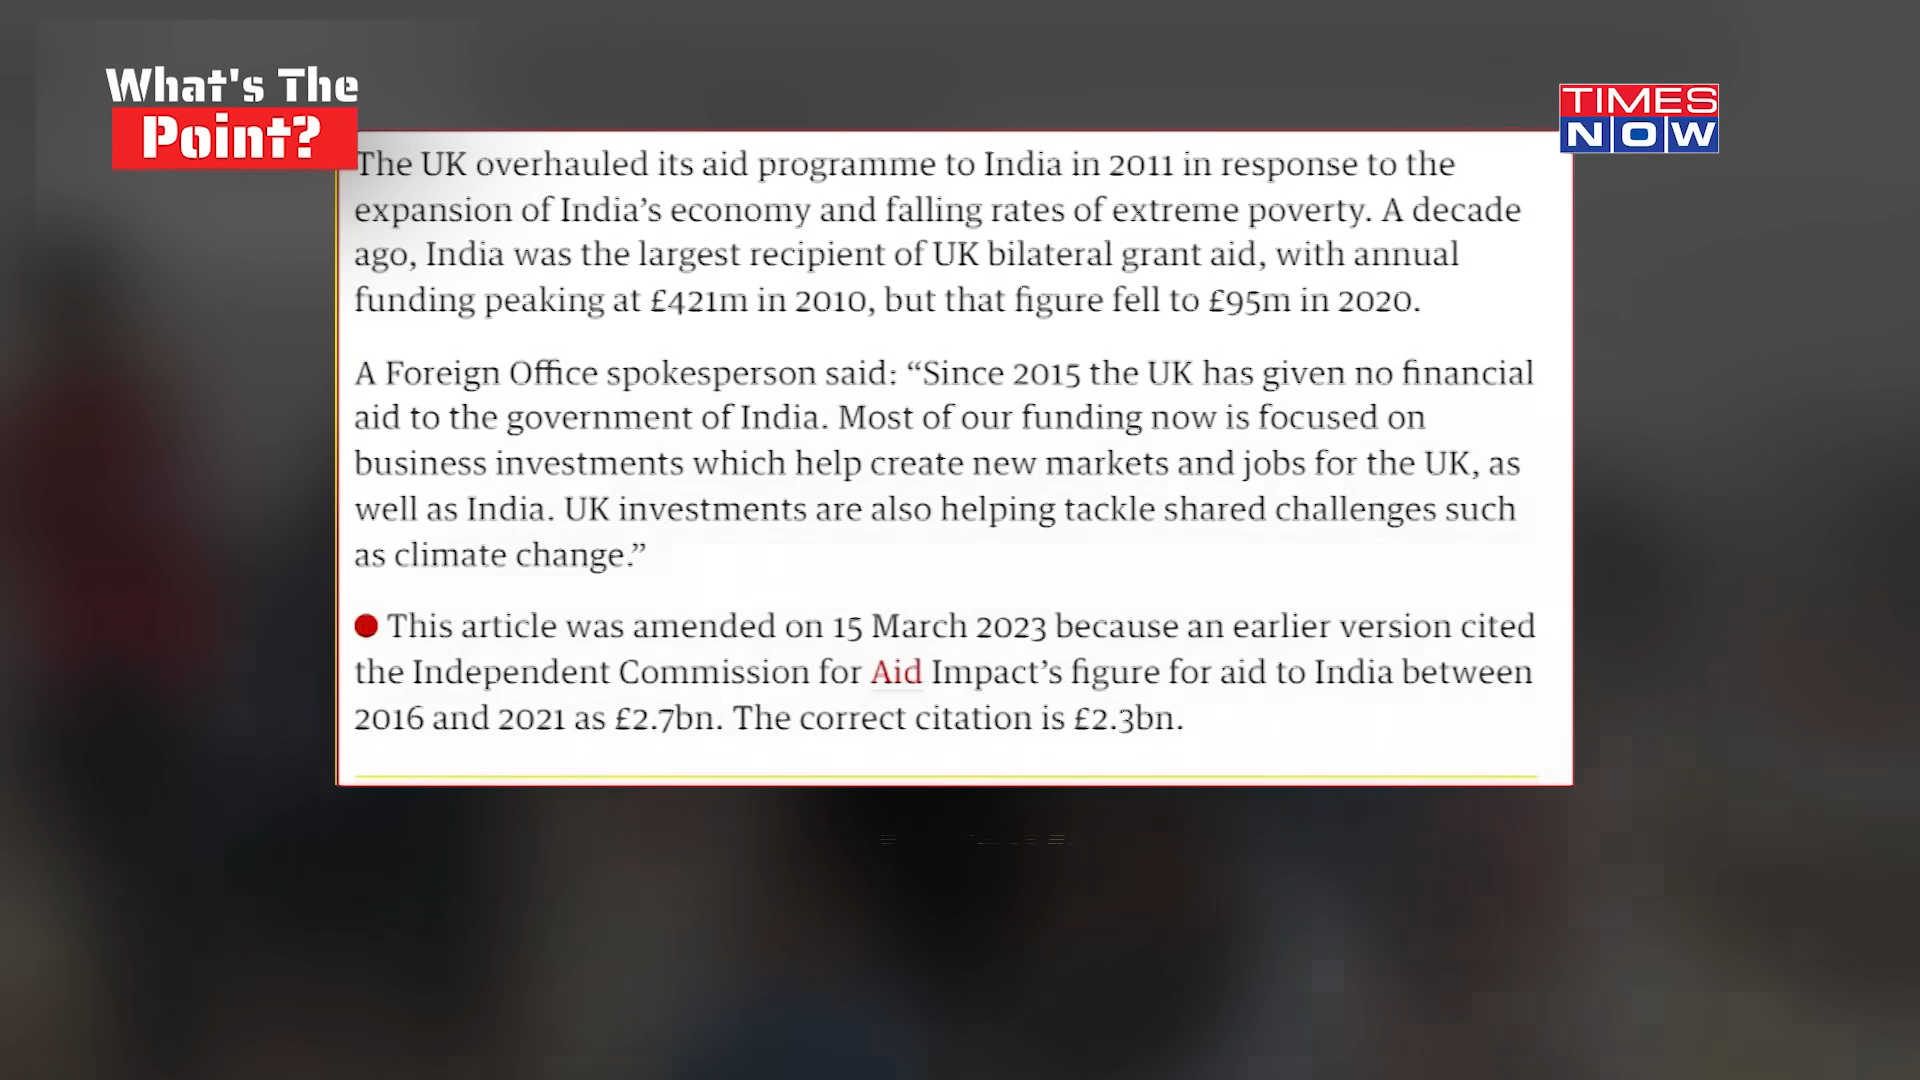 What's The
Point?
TIMES
NOW
The UK overhauled its aid programme to India in 2011 in response to the
expansion of India’s economy and falling rates of extreme poverty. A decade
ago, India was the largest recipient of UK bilateral grant aid, with annual
funding peaking at £421m in 2010, but that figure fell to £95m in 2020.
A Foreign Office spokesperson said: “Since 2015 the UK has given no financial
aid to the government of India. Most of our funding now is focused on
business investments which help create new markets and jobs for the UK, as
well as India. UK investments are also helping tackle shared challenges such
as climate change.”
● This article was amended on 15 March 2023 because an earlier version cited
the Independent Commission for Aid Impact’s figure for aid to India between
2016 and 2021 as £2.7bn. The correct citation is £2.3bn.